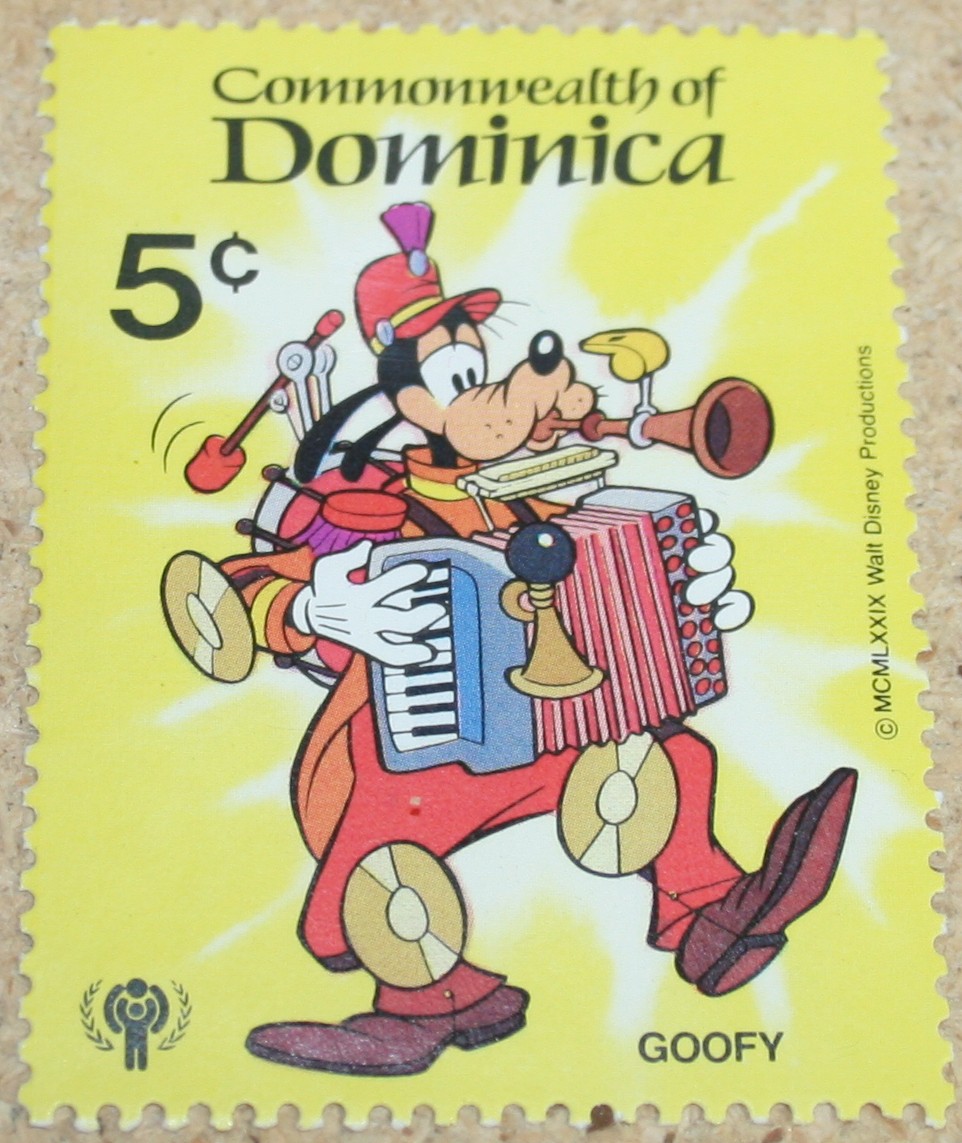 Commonwealth of
Dominica
5¢
© MCMLXXIX Walt Disney Productions
GOOFY